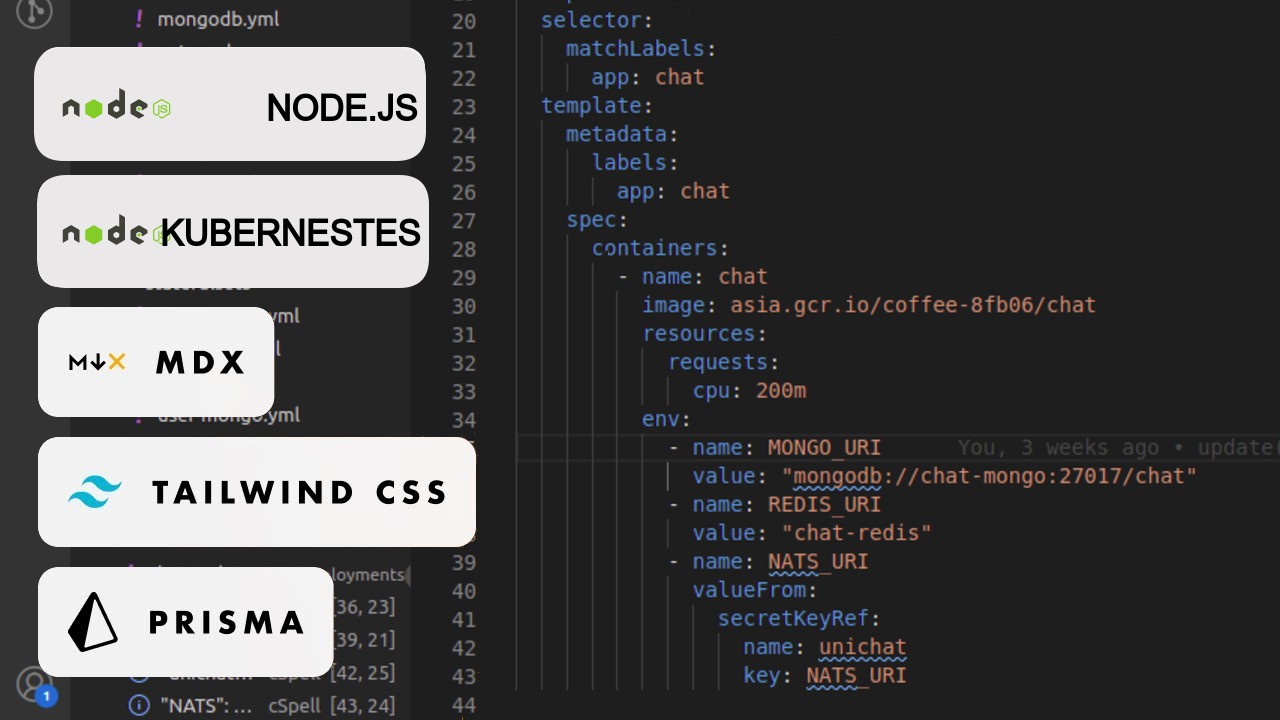 mongodb.yml
node JS NODE.JS
node KUBERNESTES
yml
M↓X MDX
user-mongo.yml
TAILWIND CSS
loyments
[36, 23]
PRISMA
[39, 21]
"unichat... cSpell [42, 25]
1
"NATS": ... cSpell [43, 24]
20 selector:
21 matchLabels:
22 app: chat
23 template:
24 metadata:
25 labels:
26 app: chat
27 spec:
28 containers:
29 - name: chat
30 image: asia.gcr.io/coffee-8fb06/chat
31 resources:
32 requests:
33 cpu: 200m
34 env:
- name: MONGO_URI You, 3 weeks ago • update
value: "mongodb://chat-mongo:27017/chat"
- name: REDIS_URI
value: "chat-redis"
39 - name: NATS_URI
40 valueFrom:
41 secretKeyRef:
42 name: unichat
43 key: NATS_URI
44